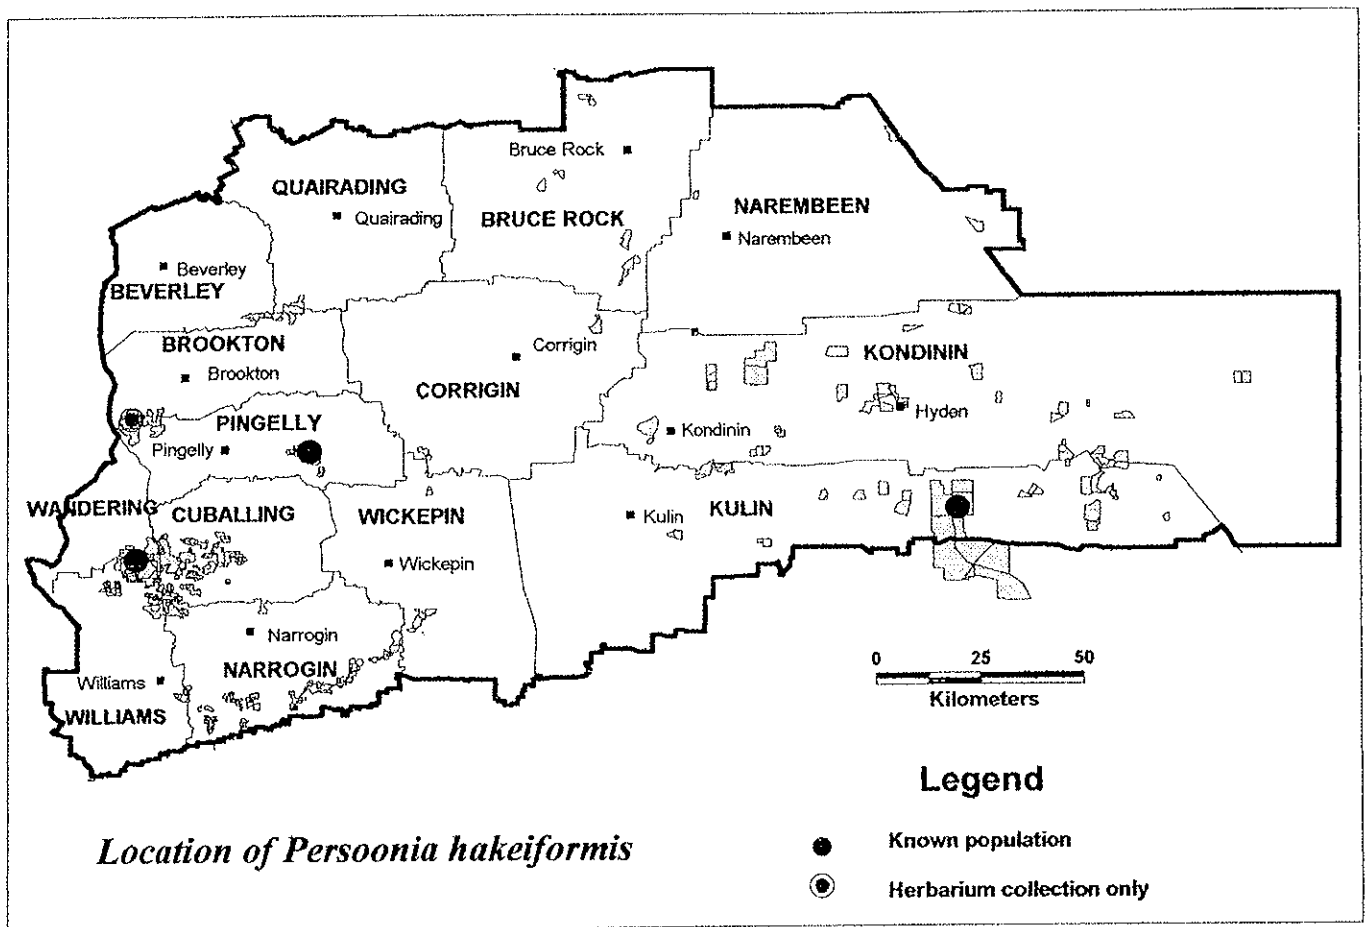 Bruce Rock
QUAIRADING
Quairading
BRUCE ROCK
NAREMBEEN
Narembeen
Beverley
BEVERLEY
BROOKTON
Brookton
Corrigin
CORRIGIN
KONDININ
Hyden
PINGELLY
Pingelly
Kondinin
WANDERING
CUBALLING
WICKEPIN
Wickepin
Kulin
KULIN
Narrogin
NARROGIN
Williams
WILLIAMS
0 25 50
Kilometers
Legend
Known population
Herbarium collection only
Location of Persoonia hakeiformis